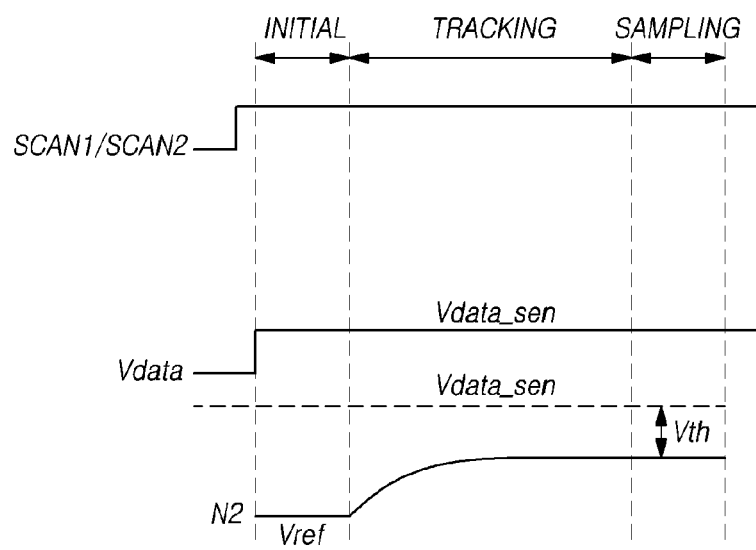 INITIAL TRACKING SAMPLING
SCAN1/SCAN2
Vdata_sen
Vdata
Vdata_sen
Vth
N2
Vref